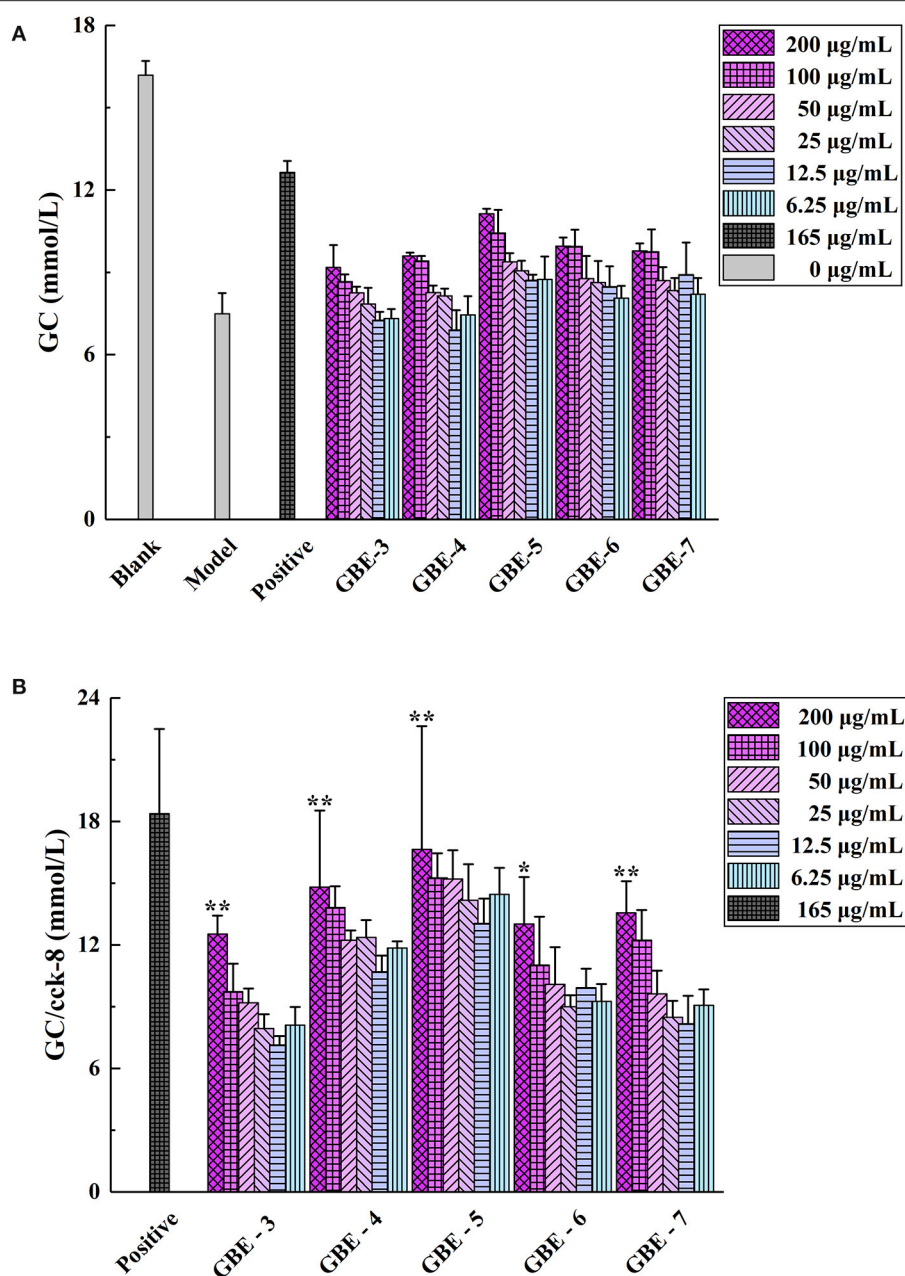 A
GC (mmol/L)
18
12
6
0
Blank
Model
Positive
GBE-3
GBE-4
GBE-5
GBE-6
GBE-7
200 μg/mL
100 μg/mL
50 μg/mL
25 μg/mL
12.5 μg/mL
6.25 μg/mL
165 μg/mL
0 μg/mL
B
GC/cck-8 (mmol/L)
24
18
12
6
0
**
**
**
*
**
Positive
GBE - 3
GBE - 4
GBE - 5
GBE - 6
GBE - 7
200 μg/mL
100 μg/mL
50 μg/mL
25 μg/mL
12.5 μg/mL
6.25 μg/mL
165 μg/mL